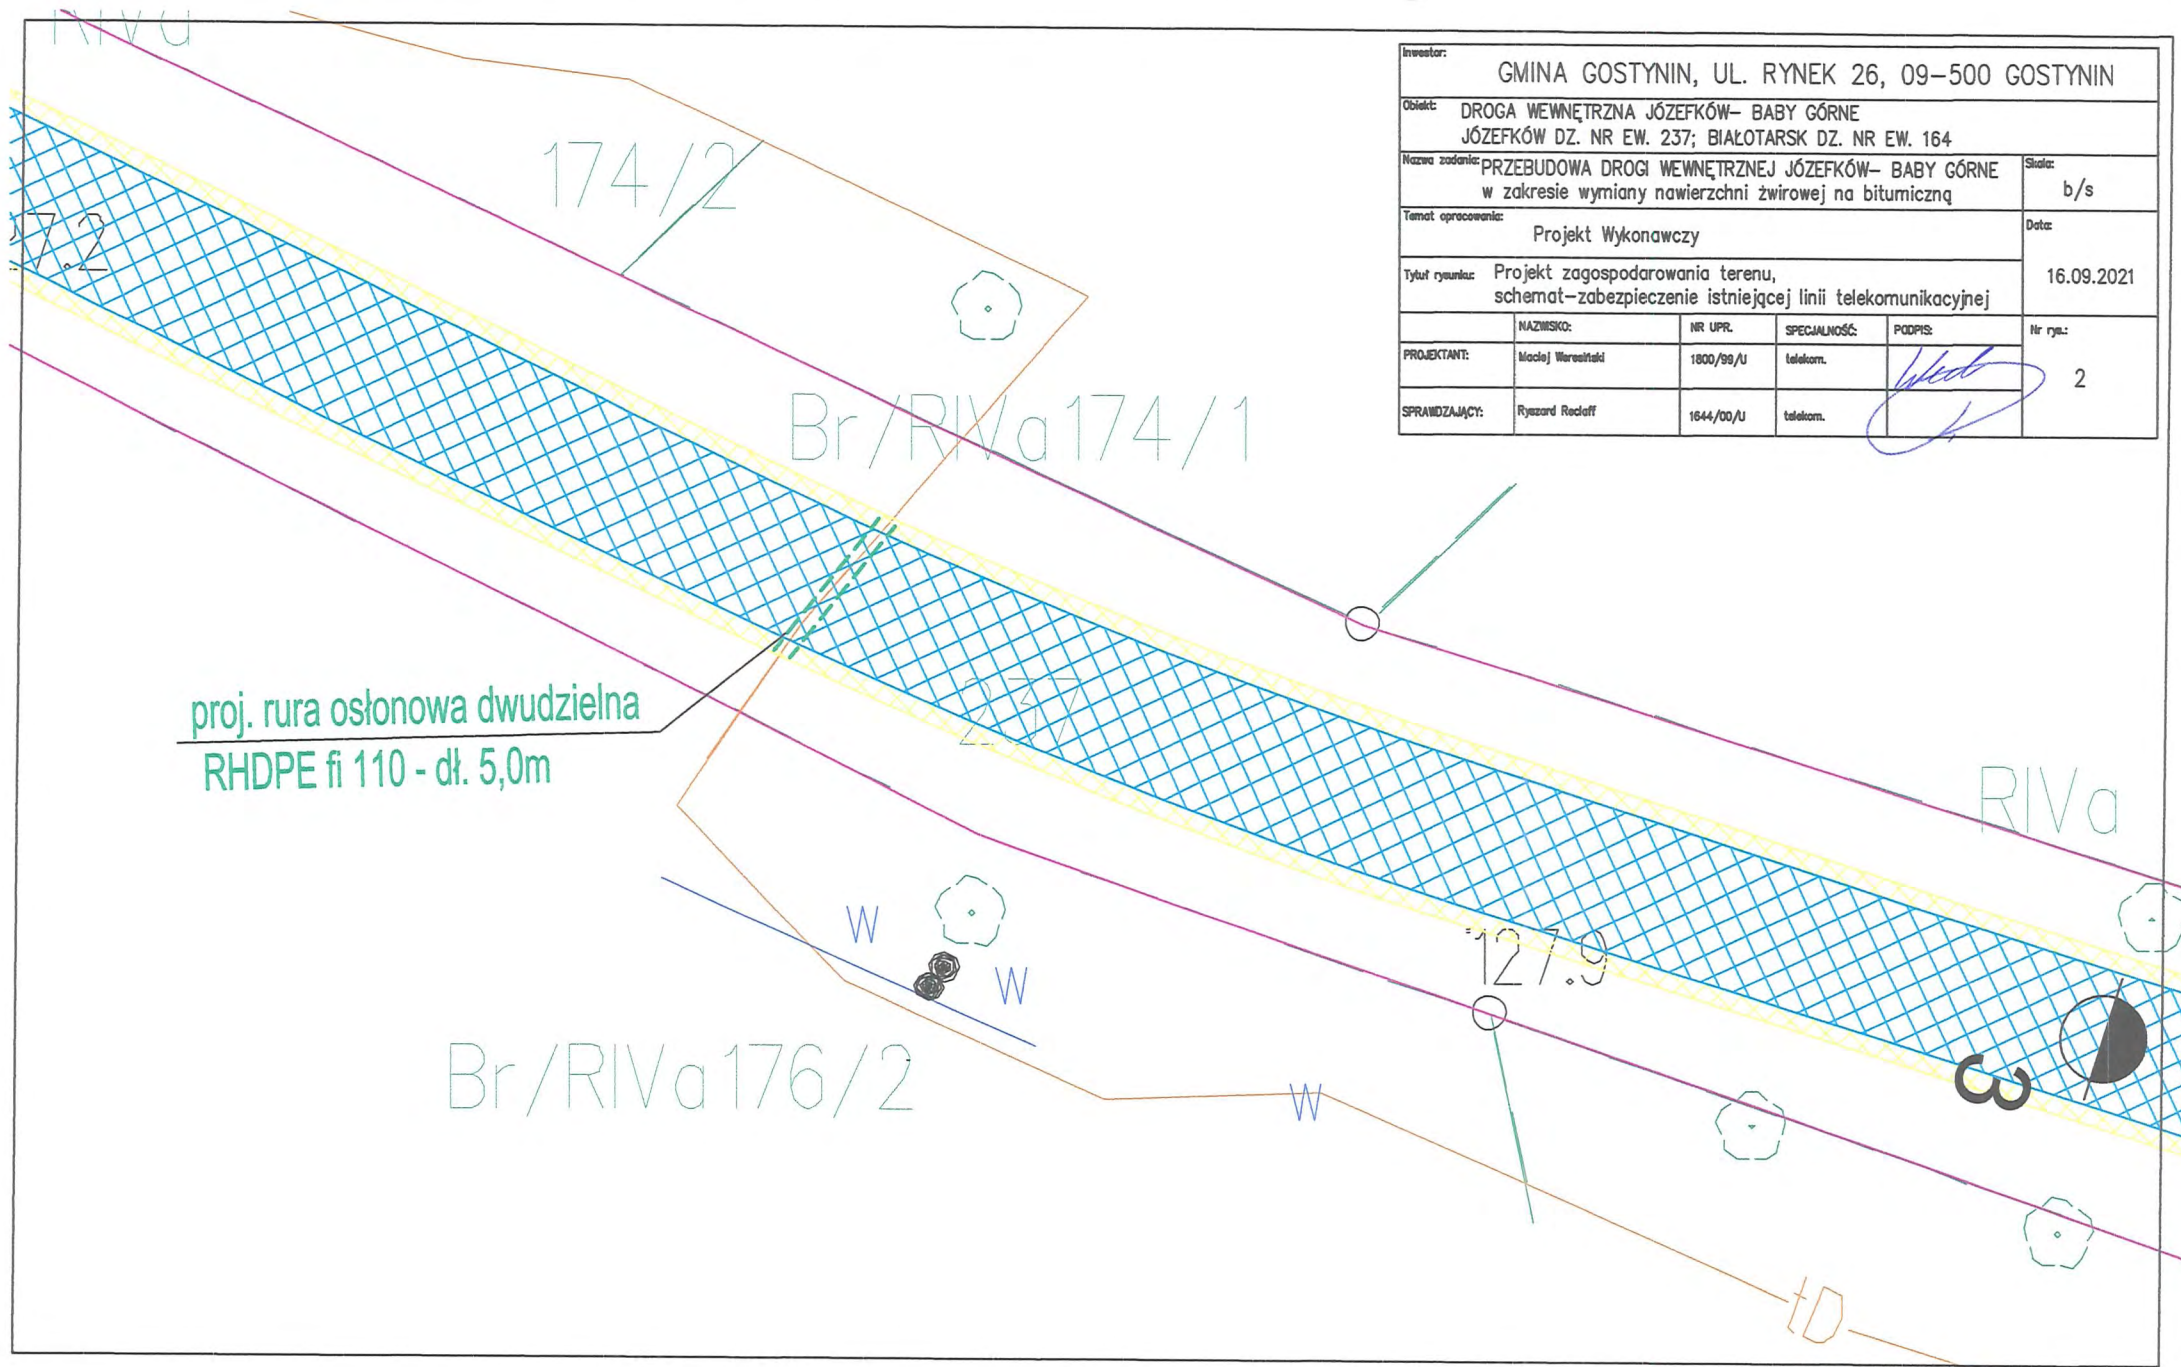 RIVa
174/2
Br/RIVa174/1
237
proj. rura osłonowa dwudzielna
RHDPE fi 110 - dł. 5,0m
RIVa
W
W
127.9
3
Br/RIVa176/2
W
tD
Inwestor:
GMINA GOSTYNIN, UL. RYNEK 26, 09-500 GOSTYNIN
Obiekt: DROGA WEWNĘTRZNA JÓZEFKÓW- BABY GÓRNE
JÓZEFKÓW DZ. NR EW. 237; BIAŁOTARSK DZ. NR EW. 164
Nazwa zadania: PRZEBUDOWA DROGI WEWNĘTRZNEJ JÓZEFKÓW- BABY GÓRNE
w zakresie wymiany nawierzchni żwirowej na bitumiczną
Skala:
b/s
Temat opracowania:
Projekt Wykonawczy
Data:
16.09.2021
Tytuł rysunku: Projekt zagospodarowania terenu,
schemat-zabezpieczenie istniejącej linii telekomunikacyjnej
NAZWISKO: NR UPR. SPECJALNOŚĆ: PODPIS: Nr rys.:
PROJEKTANT: Maciej 1800/99/U telekom. 2
SPRAWDZAJĄCY: Ryszard Reclaff 1644/00/U telekom.